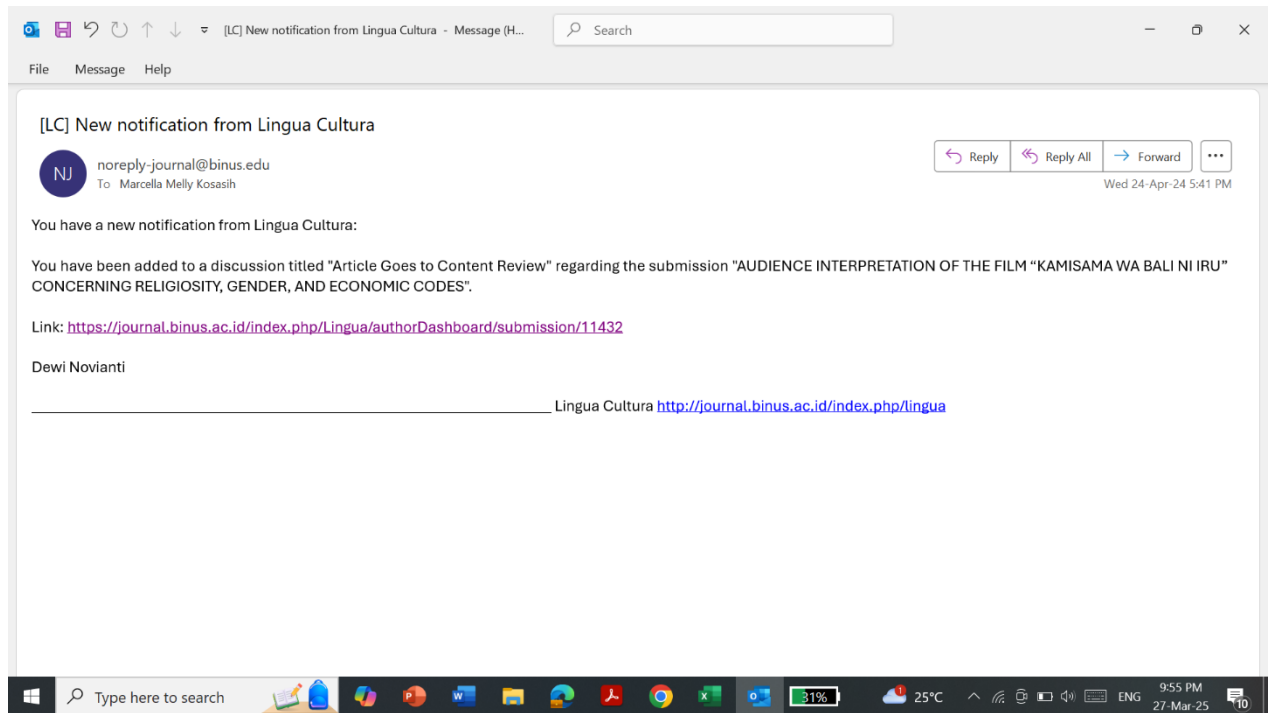 [LC] New notification from Lingua Cultura - Message (H...
Search
File Message Help
[LC] New notification from Lingua Cultura
NJ
noreply-journal@binus.edu
To Marcella Melly Kosasih
Reply Reply All Forward
Wed 24-Apr-24 5:41 PM
You have a new notification from Lingua Cultura:
You have been added to a discussion titled "Article Goes to Content Review" regarding the submission "AUDIENCE INTERPRETATION OF THE FILM “KAMISAMA WA BALI NI IRU”
CONCERNING RELIGIOSITY, GENDER, AND ECONOMIC CODES".
Link: https://journal.binus.ac.id/index.php/Lingua/authorDashboard/submission/11432
Dewi Novianti
Lingua Cultura http://journal.binus.ac.id/index.php/lingua
Type here to search
31%
1
25°C
ENG
9:55 PM
27-Mar-25
10